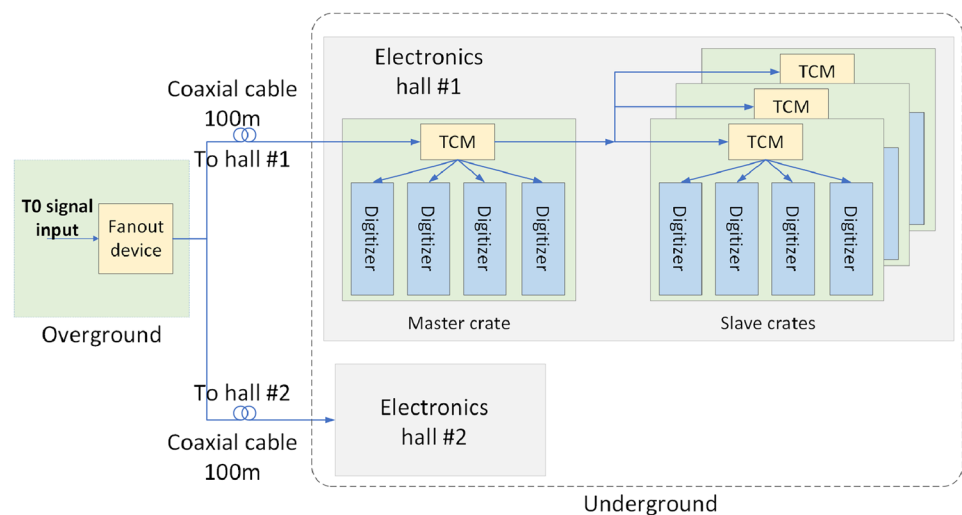 Electronics
hall #1
Coaxial cable
100m
To hall #1
TCM
TCM
TCM
TCM
T0 signal
input
Fanout
device
Digitizer
Digitizer
Digitizer
Digitizer
Digitizer
Digitizer
Digitizer
Digitizer
Overground
Master crate
Slave crates
To hall #2
Coaxial cable
100m
Electronics
hall #2
Underground